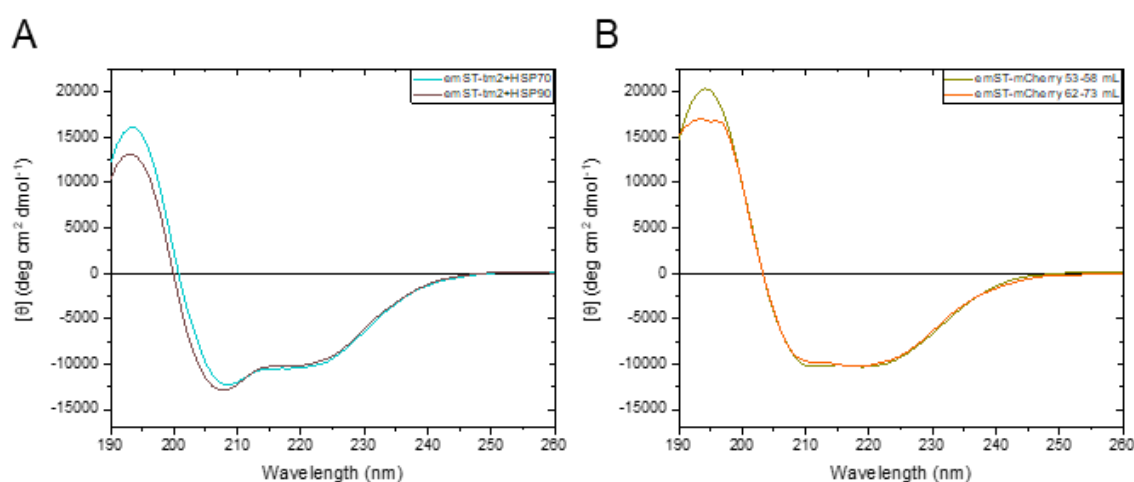 A
emST-tm2+HSP70
emST-tm2+HSP90
20000
15000
10000
5000
0
-5000
-10000
-15000
[θ] (deg cm² dmol⁻¹)
190 200 210 220 230 240 250 260
Wavelength (nm)
B
emST-mCherry 53-58 mL
emST-mCherry 62-73 mL
20000
15000
10000
5000
0
-5000
-10000
-15000
[θ] (deg cm² dmol⁻¹)
190 200 210 220 230 240 250 260
Wavelength (nm)